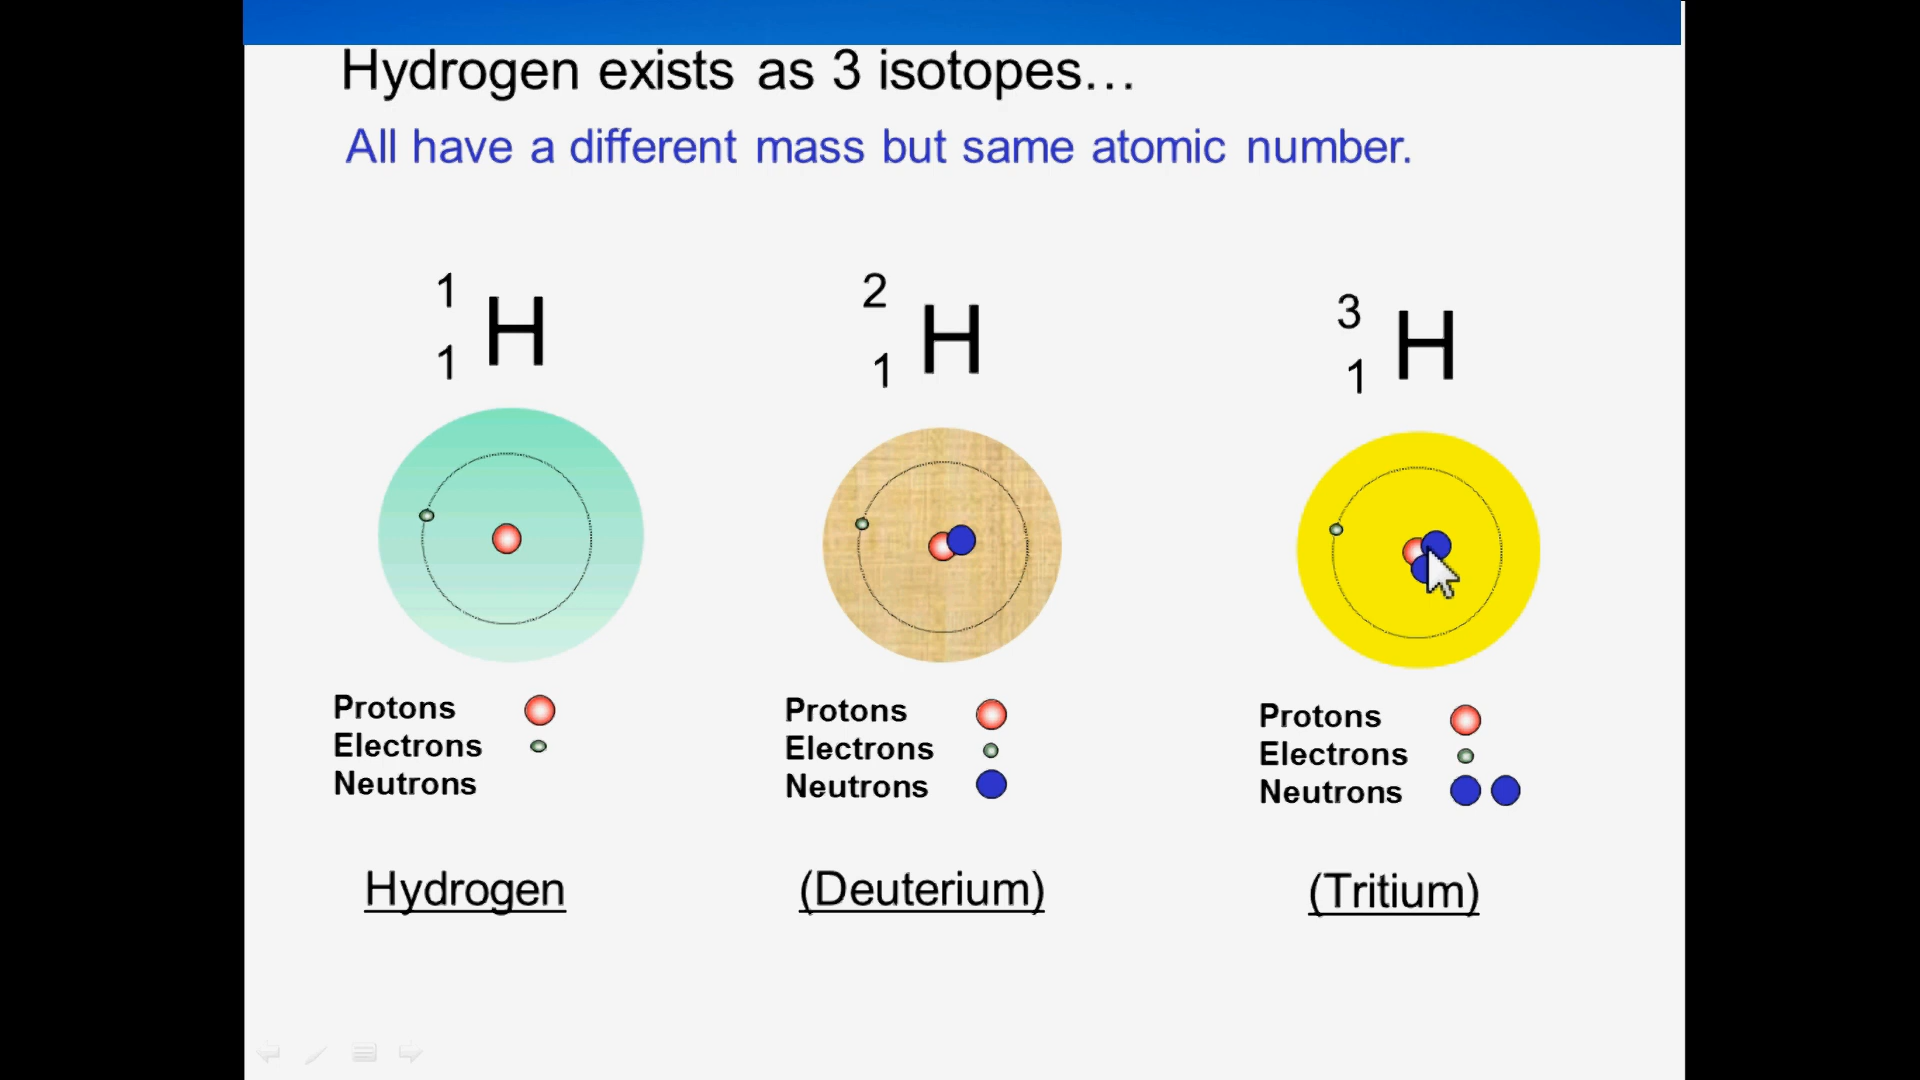 Hydrogen exists as 3 isotopes…
All have a different mass but same atomic number.
1
1 H
2
1 H
3
1 H
Protons
Electrons
Neutrons
Protons
Electrons
Neutrons
Protons
Electrons
Neutrons
Hydrogen
(Deuterium)
(Tritium)